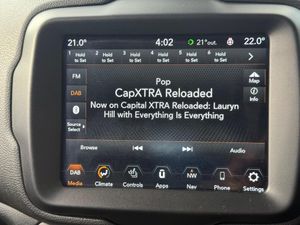 21.0° 4:02 21°out. 22.0°
1 Hold to Set 2 Hold to Set 3 Hold to Set 4 Hold to Set 5 Hold to Set 6 Hold to Set
FM
DAB
Source
Select
Map
Info
Pop
CapXTRA Reloaded
Now on Capital XTRA Reloaded: Lauryn
Hill with Everything Is Everything
Browse
Audio
DAB
Media Climate Controls Apps NW Nav Phone Settings